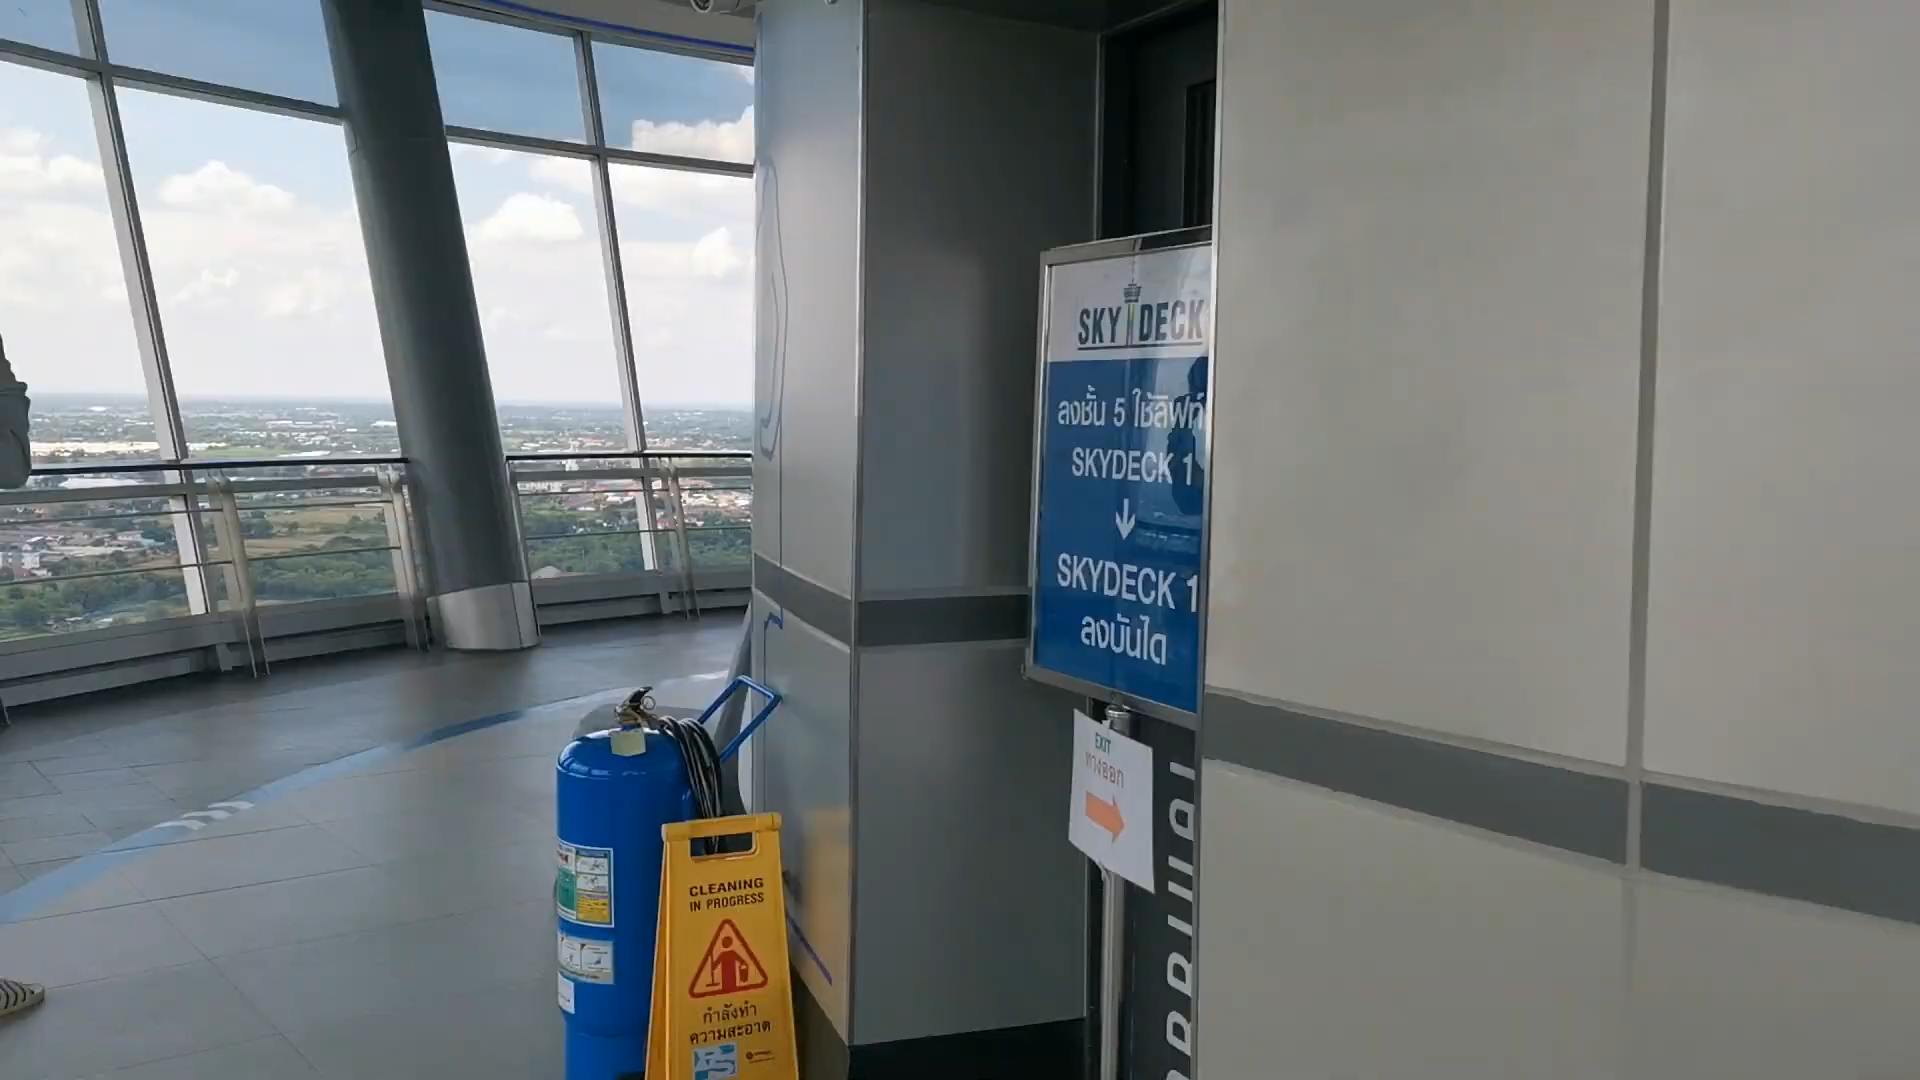 SKY DECK
ลงชั้น 5 ใช้ลิฟท์
SKYDECK 1
SKYDECK 1
ลงบันได
EXIT
ทางออก
CLEANING
IN PROGRESS
กำลังทำ
ความสะอาด